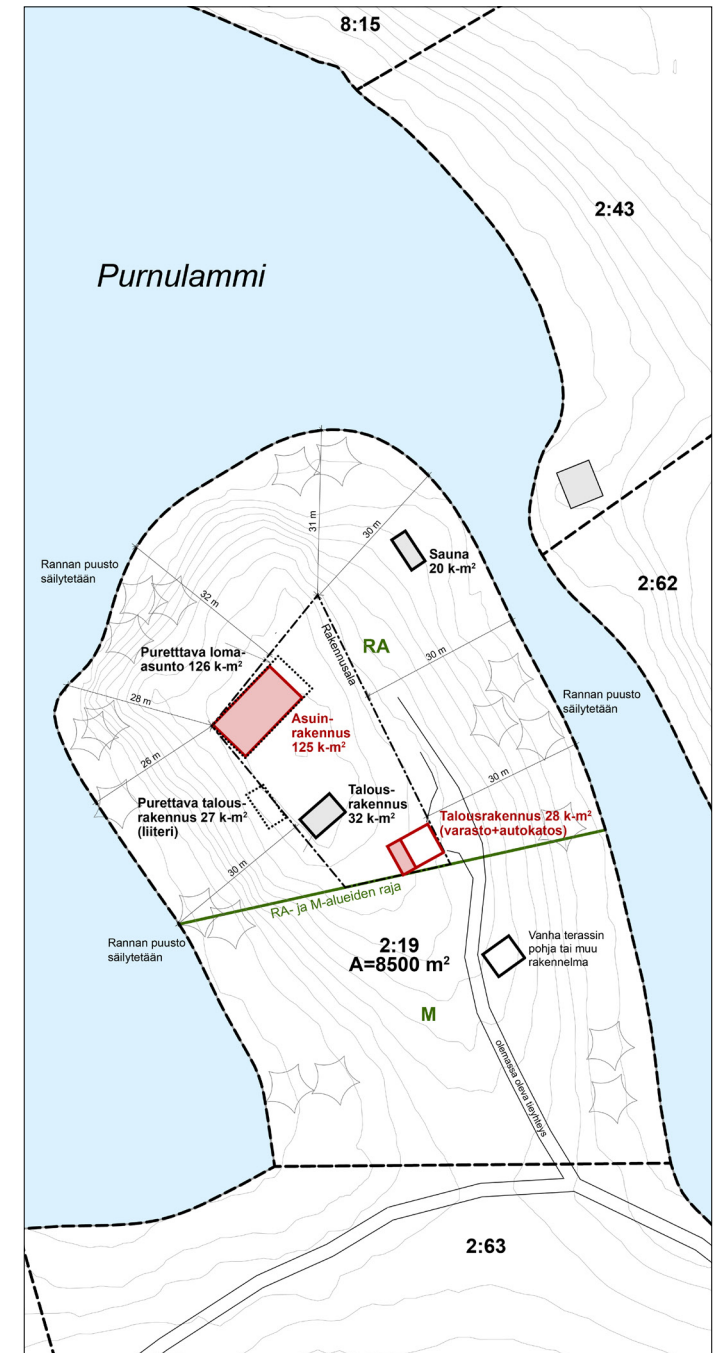 8:15
2:43
Purnulammi
31 m
30 m
Sauna
20 k-m²
Rannan puusto
säilytetään
32 m
2:62
Rakennusala
RA
30 m
Purettava loma-
asunto 126 k-m²
28 m
Rannan puusto
säilytetään
Asuin-
rakennus
125 k-m²
26 m
30 m
Purettava talous-
rakennus 27 k-m²
(liiteri)
Talous-
rakennus
32 k-m²
Talousrakennus 28 k-m²
(varasto+autokatos)
30 m
RA- ja M-alueiden raja
Rannan puusto
säilytetään
2:19
A=8500 m²
Vanha terassin
pohja tai muu
rakennelma
M
olemassa oleva tieyhteys
2:63